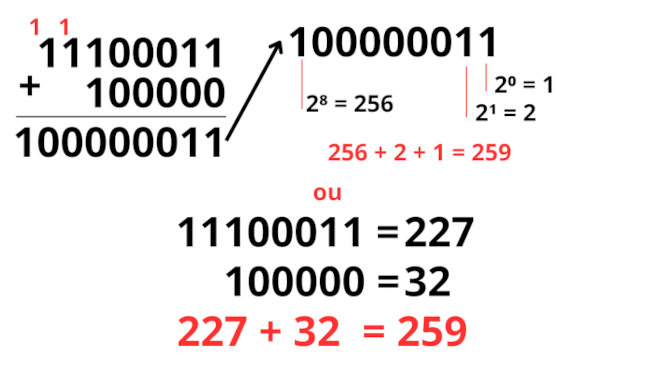 1 1
11100011
+ 100000
100000011
100000011
2⁸ = 256
2⁰ = 1
2¹ = 2
256 + 2 + 1 = 259
ou
11100011 = 227
100000 = 32
227 + 32 = 259